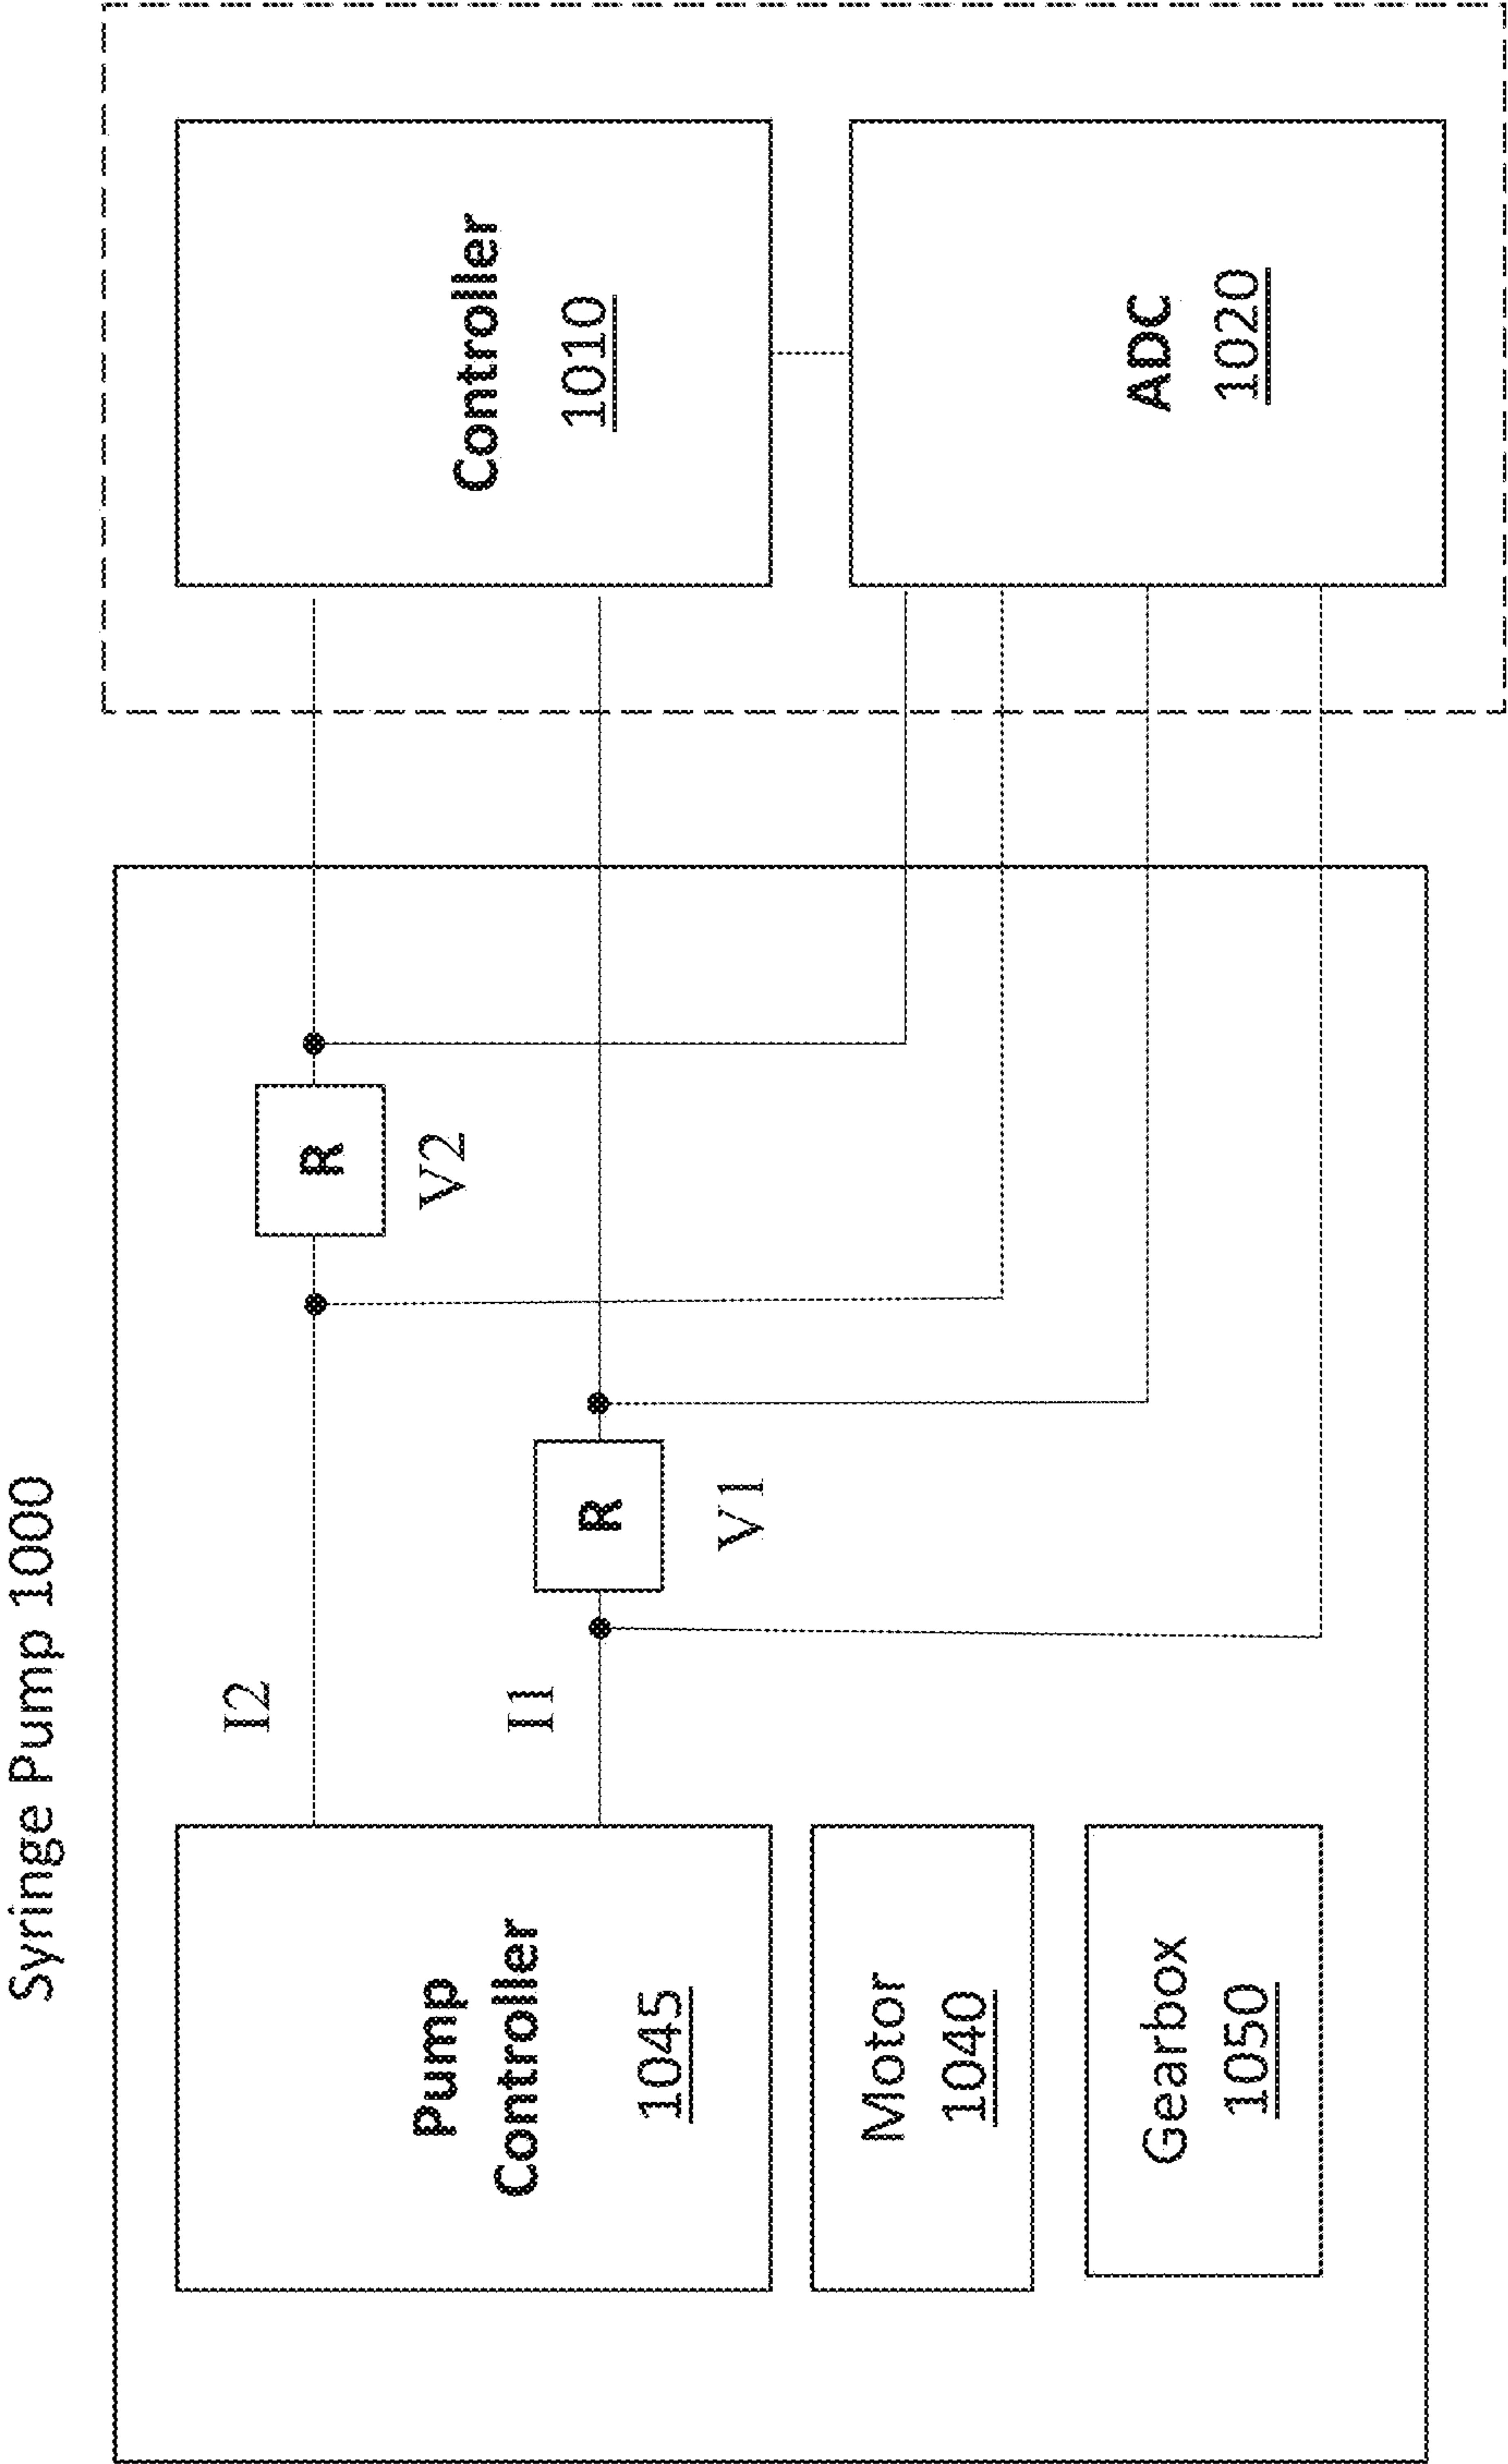 Syringe Pump 1000
Pump
Controller
1045
I2
R
V2
Controller
1010
I1
R
V1
Motor
1040
Gearbox
1050
ADC
1020